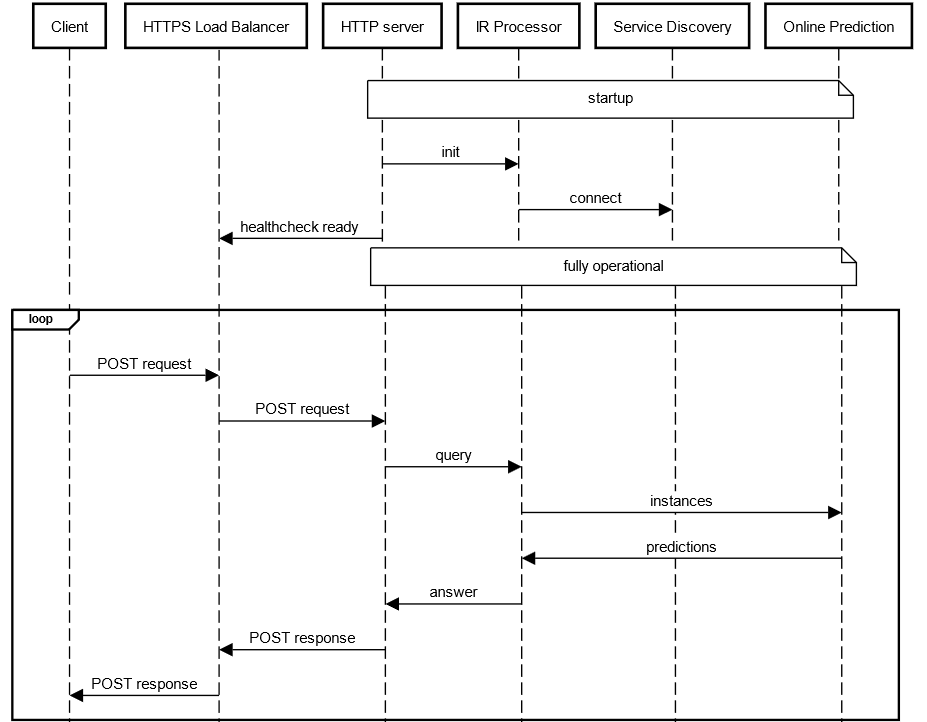 Client
HTTPS Load Balancer
HTTP server
IR Processor
Service Discovery
Online Prediction
startup
init
connect
healthcheck ready
fully operational
loop
POST request
POST request
query
instances
predictions
answer
POST response
POST response